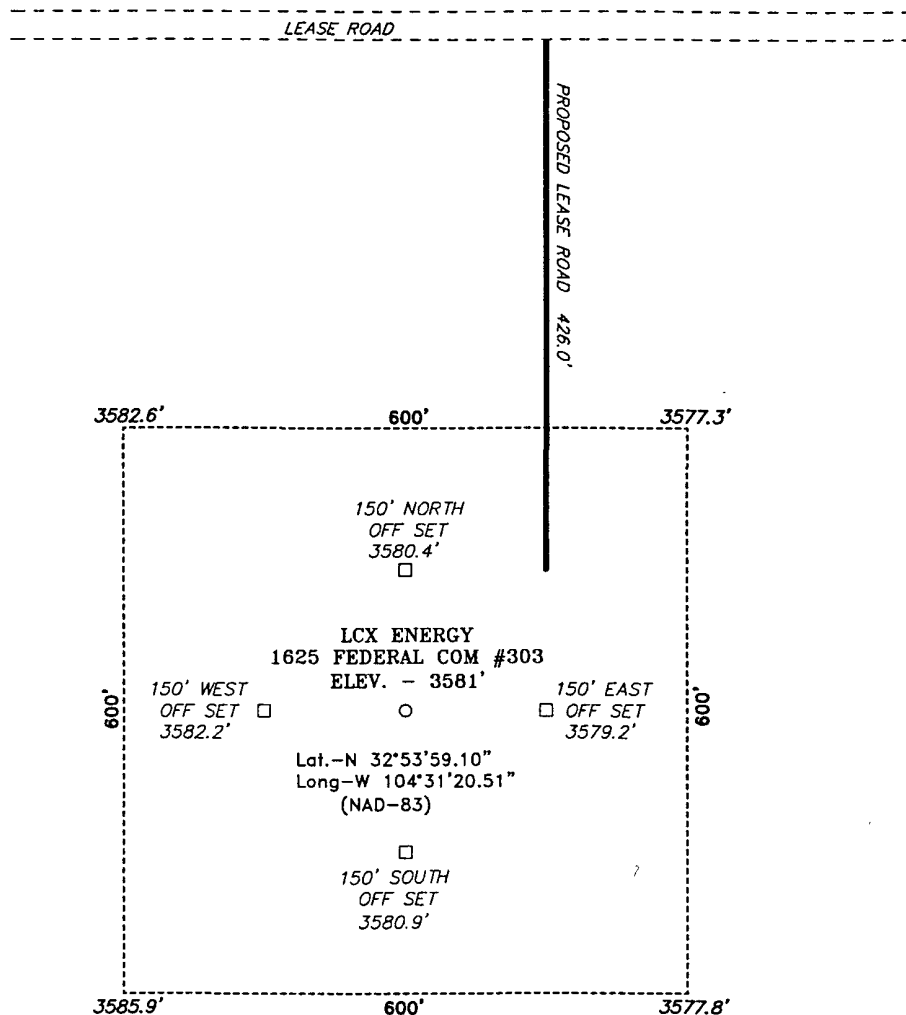 LEASE ROAD
PROPOSED LEASE ROAD 426.0'
3582.6'
600'
3577.3'
150' NORTH
OFF SET
3580.4'
LCX ENERGY
1625 FEDERAL COM #303
ELEV. - 3581'
600'
150' WEST
OFF SET
3582.2'
150' EAST
OFF SET
3579.2'
600'
Lat.-N 32°53'59.10"
Long-W 104°31'20.51"
(NAD-83)
150' SOUTH
OFF SET
3580.9'
3585.9'
600'
3577.8'